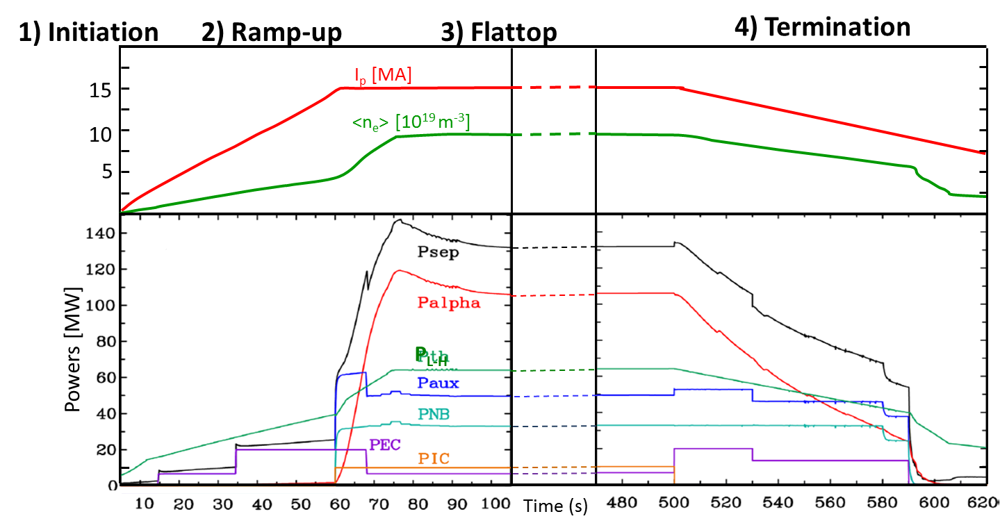 1) Initiation 2) Ramp-up 3) Flattop 4) Termination
Ip [MA]
15
<ne> [10¹⁹ m⁻³]
10
5
140
Psep
120
100
Palpha
80
Pth
PL-H
60
Paux
40
PNB
20
PEC
PIC
0
Powers [MW]
10 20 30 40 50 60 70 80 90 100 Time (s) 480 500 520 540 560 580 600 620